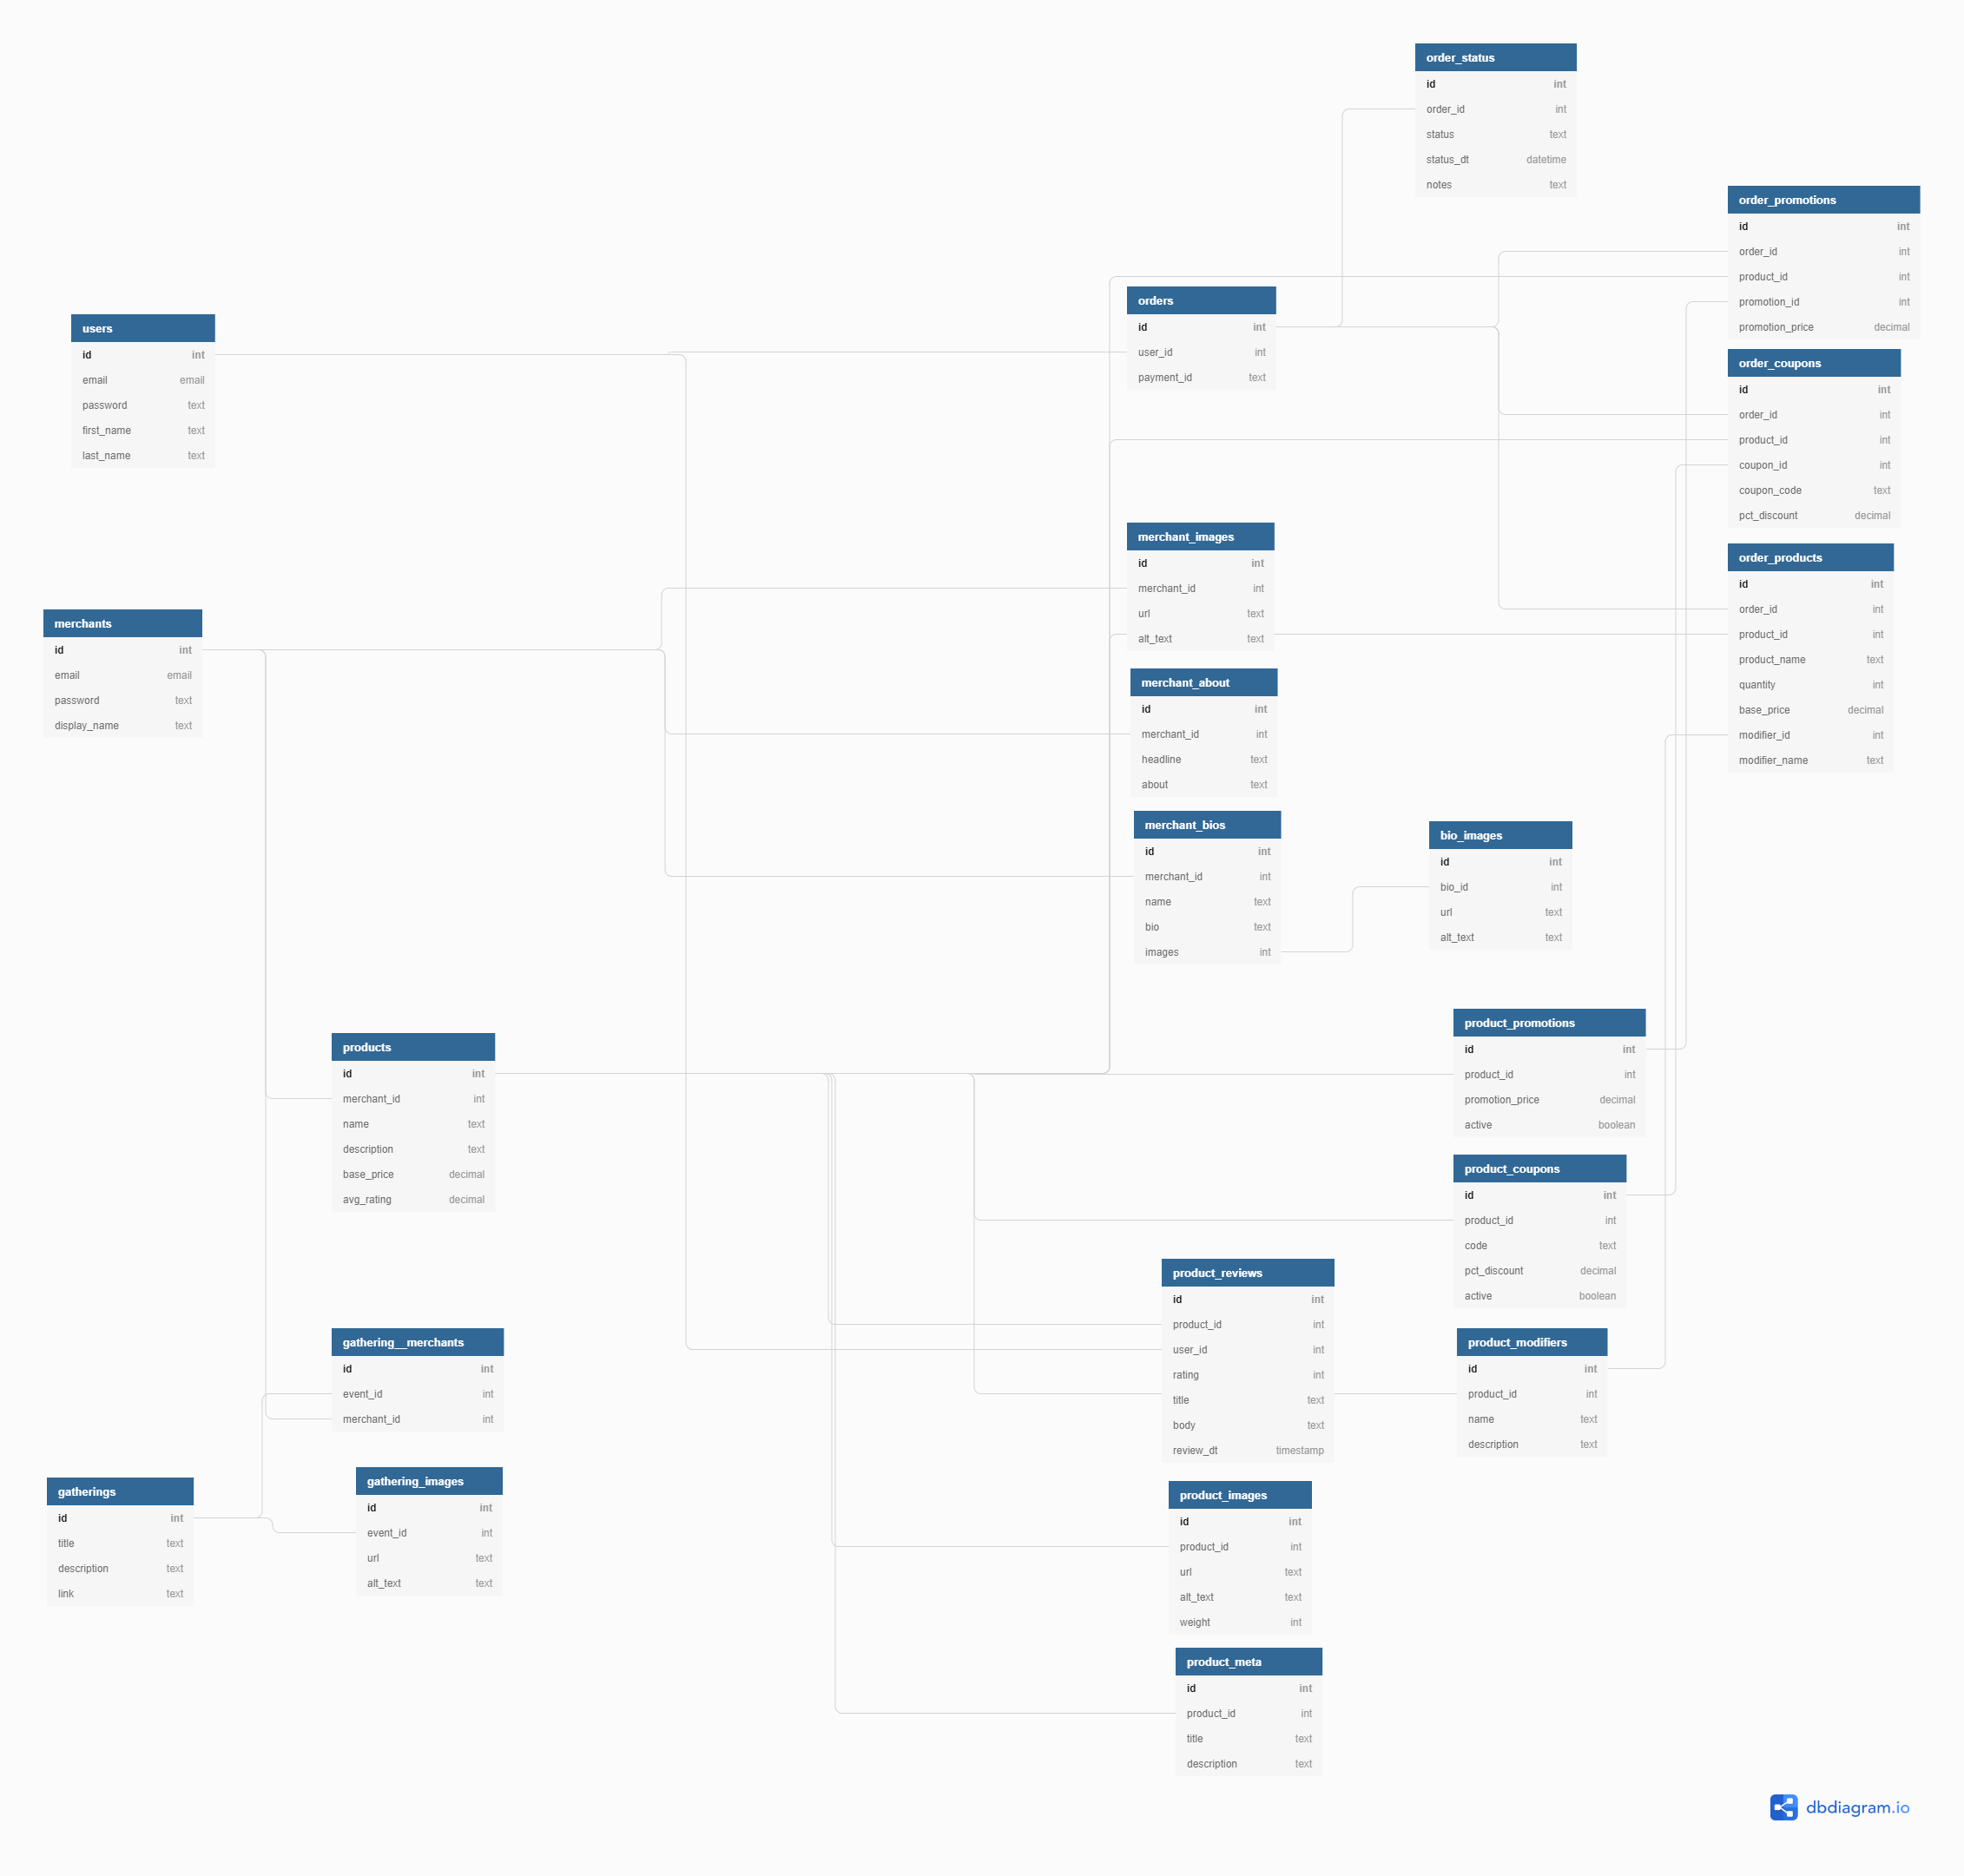 order_status
id int
order_id int
status text
status_dt datetime
notes text
order_promotions
id int
order_id int
product_id int
promotion_id int
promotion_price decimal
orders
id int
user_id int
payment_id text
users
id int
email email
password text
first_name text
last_name text
order_coupons
id int
order_id int
product_id int
coupon_id int
coupon_code text
pct_discount decimal
merchant_images
id int
merchant_id int
url text
alt_text text
order_products
id int
order_id int
product_id int
product_name text
quantity int
base_price decimal
modifier_id int
modifier_name text
merchants
id int
email email
password text
display_name text
merchant_about
id int
merchant_id int
headline text
about text
merchant_bios
id int
merchant_id int
name text
bio text
images int
bio_images
id int
bio_id int
url text
alt_text text
product_promotions
id int
product_id int
promotion_price decimal
active boolean
products
id int
merchant_id int
name text
description text
base_price decimal
avg_rating decimal
product_coupons
id int
product_id int
code text
pct_discount decimal
active boolean
product_reviews
id int
product_id int
user_id int
rating int
title text
body text
review_dt timestamp
gathering__merchants
id int
event_id int
merchant_id int
product_modifiers
id int
product_id int
name text
description text
gathering_images
id int
event_id int
url text
alt_text text
gatherings
id int
title text
description text
link text
product_images
id int
product_id int
url text
alt_text text
weight int
product_meta
id int
product_id int
title text
description text
dbdiagram.io